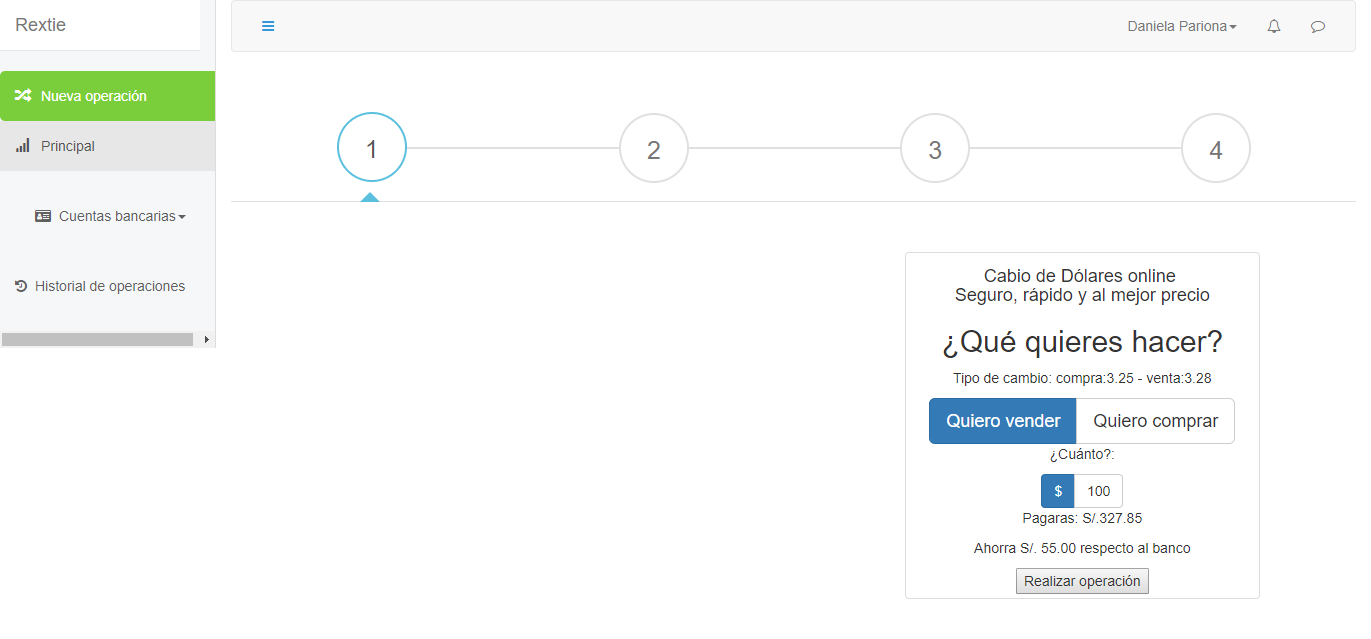 Rextie
Daniela Pariona
Nueva operación
Principal
Cuentas bancarias
Historial de operaciones
1
2
3
4
Cabio de Dólares online
Seguro, rápido y al mejor precio
¿Qué quieres hacer?
Tipo de cambio: compra:3.25 - venta:3.28
Quiero vender Quiero comprar
¿Cuánto?:
$ 100
Pagaras: S/.327.85
Ahorra S/. 55.00 respecto al banco
Realizar operación